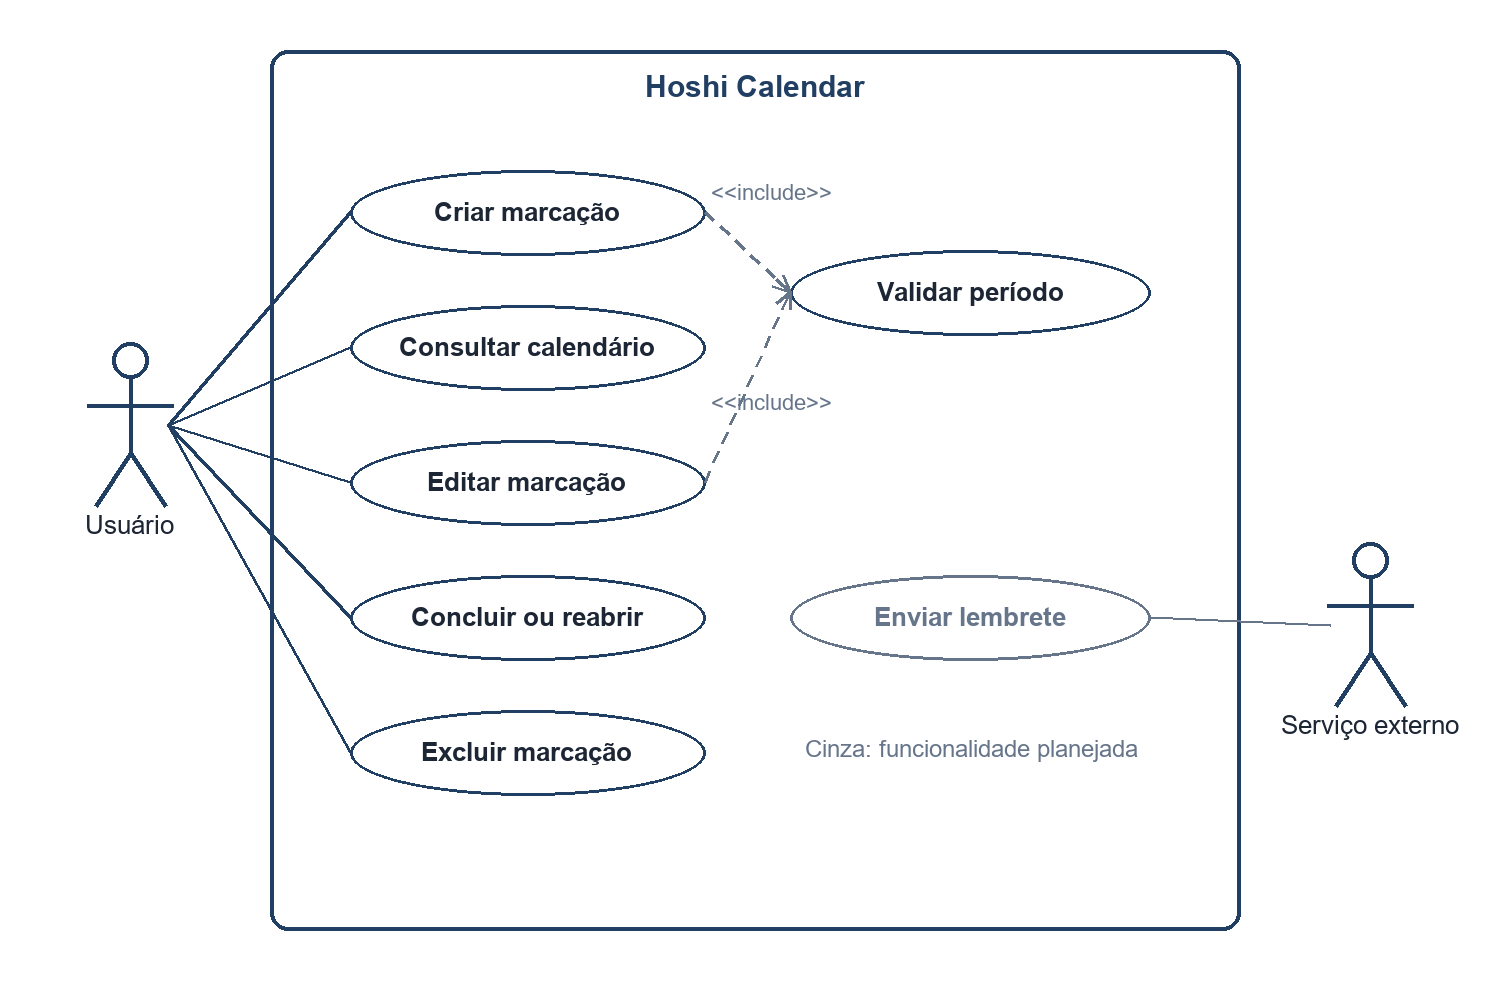 Hoshi Calendar
<<include>>
Criar marcação
Validar período
Consultar calendário
<<include>>
Editar marcação
Usuário
Concluir ou reabrir
Enviar lembrete
Serviço externo
Excluir marcação
Cinza: funcionalidade planejada